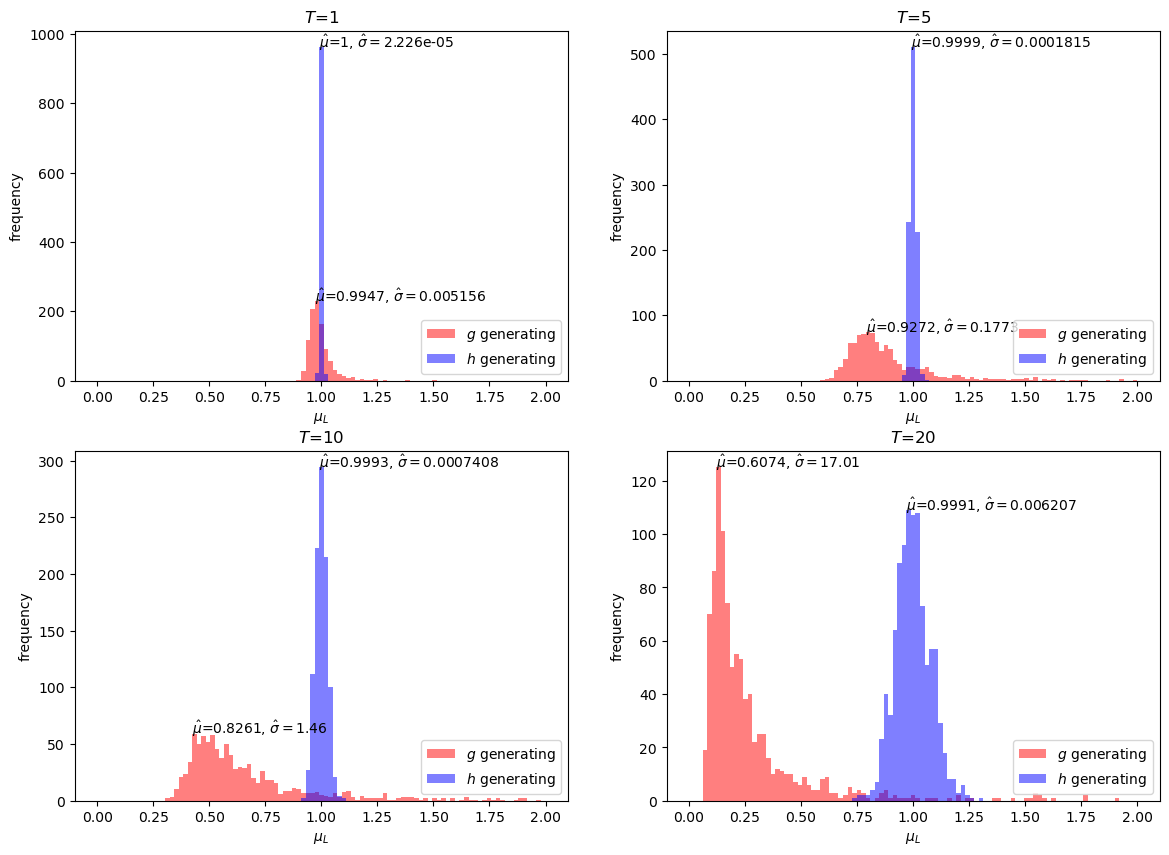 T=1
μ̂=1, σ̂ = 2.226e-05
μ̂=0.9947, σ̂ = 0.005156
frequency
1000
800
600
400
200
0
0.00 0.25 0.50 0.75 1.00 1.25 1.50 1.75 2.00
μ_L
g generating
h generating
T=5
μ̂=0.9999, σ̂ = 0.0001815
μ̂=0.9272, σ̂ = 0.1773
frequency
500
400
300
200
100
0
0.00 0.25 0.50 0.75 1.00 1.25 1.50 1.75 2.00
μ_L
g generating
h generating
T=10
μ̂=0.9993, σ̂ = 0.0007408
μ̂=0.8261, σ̂ = 1.46
frequency
300
250
200
150
100
50
0
0.00 0.25 0.50 0.75 1.00 1.25 1.50 1.75 2.00
μ_L
g generating
h generating
T=20
μ̂=0.6074, σ̂ = 17.01
μ̂=0.9991, σ̂ = 0.006207
frequency
120
100
80
60
40
20
0
0.00 0.25 0.50 0.75 1.00 1.25 1.50 1.75 2.00
μ_L
g generating
h generating